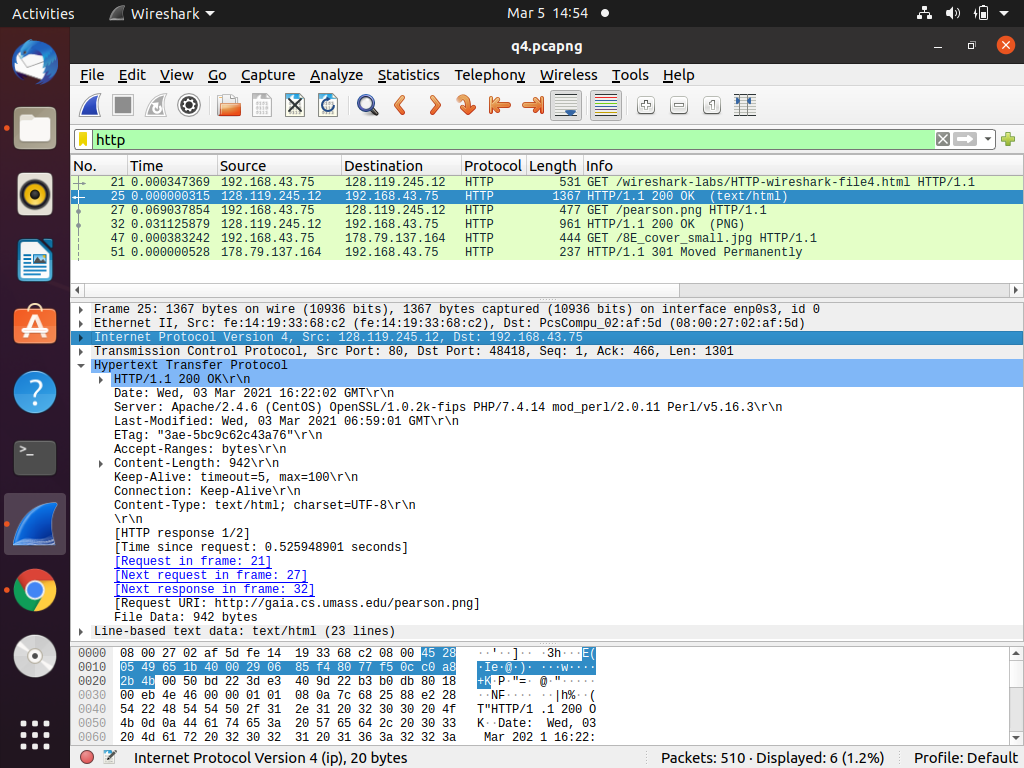 Activities Wireshark Mar 5 14:54
q4.pcapng
File Edit View Go Capture Analyze Statistics Telephony Wireless Tools Help
http
No. Time Source Destination Protocol Length Info
21 0.000347369 192.168.43.75 128.119.245.12 HTTP 531 GET /wireshark-labs/HTTP-wireshark-file4.html HTTP/1.1
25 0.000000315 128.119.245.12 192.168.43.75 HTTP 1367 HTTP/1.1 200 OK (text/html)
27 0.069037854 192.168.43.75 128.119.245.12 HTTP 477 GET /pearson.png HTTP/1.1
32 0.031125879 128.119.245.12 192.168.43.75 HTTP 961 HTTP/1.1 200 OK (PNG)
47 0.000383242 192.168.43.75 178.79.137.164 HTTP 444 GET /8E_cover_small.jpg HTTP/1.1
51 0.000000528 178.79.137.164 192.168.43.75 HTTP 237 HTTP/1.1 301 Moved Permanently
Frame 25: 1367 bytes on wire (10936 bits), 1367 bytes captured (10936 bits) on interface enp0s3, id 0
Ethernet II, Src: fe:14:19:33:68:c2 (fe:14:19:33:68:c2), Dst: PcsCompu_02:af:5d (08:00:27:02:af:5d)
Internet Protocol Version 4, Src: 128.119.245.12, Dst: 192.168.43.75
Transmission Control Protocol, Src Port: 80, Dst Port: 48418, Seq: 1, Ack: 466, Len: 1301
Hypertext Transfer Protocol
HTTP/1.1 200 OK\r\n
Date: Wed, 03 Mar 2021 16:22:02 GMT\r\n
Server: Apache/2.4.6 (CentOS) OpenSSL/1.0.2k-fips PHP/7.4.14 mod_perl/2.0.11 Perl/v5.16.3\r\n
Last-Modified: Wed, 03 Mar 2021 06:59:01 GMT\r\n
ETag: "3ae-5bc9c62c43a76"\r\n
Accept-Ranges: bytes\r\n
Content-Length: 942\r\n
Keep-Alive: timeout=5, max=100\r\n
Connection: Keep-Alive\r\n
Content-Type: text/html; charset=UTF-8\r\n
\r\n
[HTTP response 1/2]
[Time since request: 0.525948901 seconds]
[Request in frame: 21]
[Next request in frame: 27]
[Next response in frame: 32]
[Request URI: http://gaia.cs.umass.edu/pearson.png]
File Data: 942 bytes
Line-based text data: text/html (23 lines)
0000 08 00 27 02 af 5d fe 14 19 33 68 c2 08 00 45 28 ··'··]·· ·3h···E(
0010 05 49 65 1b 40 00 29 06 85 f4 80 77 f5 0c c0 a8 ·Ie·@·)· ···w····
0020 2b 4b 00 50 bd 22 3d e3 40 9d 22 b3 b0 db 80 18 +K·P·"=· @·"·····
0030 00 eb 4e 46 00 00 01 01 08 0a 7c 68 25 88 e2 28 ··NF···· ··|h%··(
0040 54 22 48 54 54 50 2f 31 2e 31 20 32 30 30 20 4f T"HTTP/1 .1 200 O
0050 4b 0d 0a 44 61 74 65 3a 20 57 65 64 2c 20 30 33 K··Date: Wed, 03
0060 20 4d 61 72 20 32 30 32 31 20 31 36 3a 32 32 3a Mar 202 1 16:22:
Internet Protocol Version 4 (ip), 20 bytes Packets: 510 · Displayed: 6 (1.2%) Profile: Default